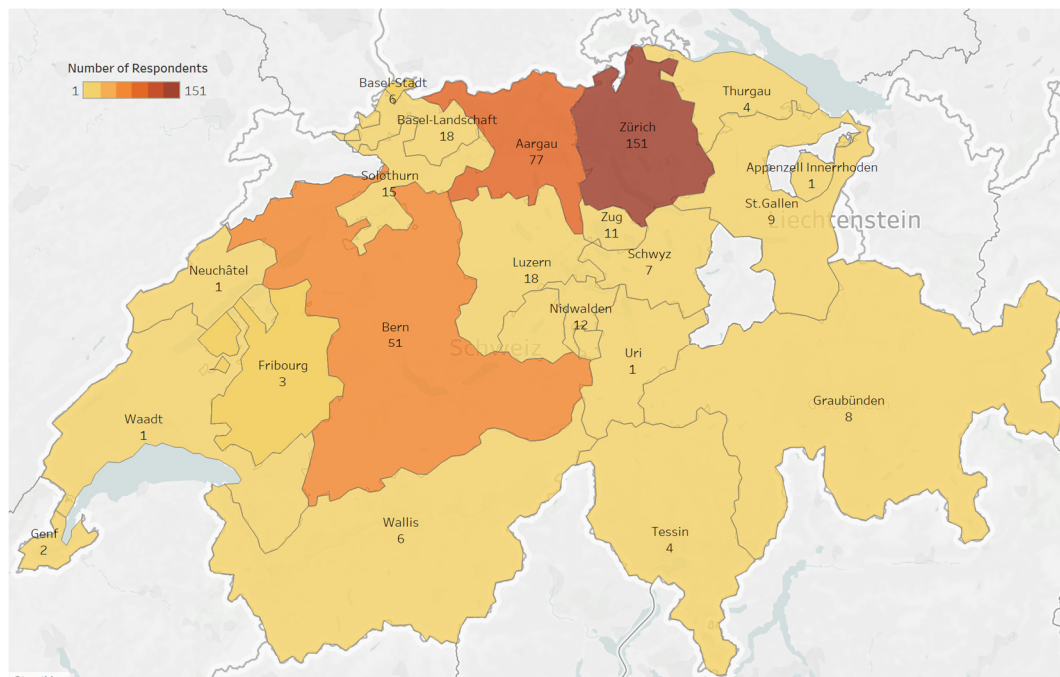 Number of Respondents
1 151
Basel-Stadt
6
Basel-Landschaft
18
Aargau
77
Zürich
151
Thurgau
4
Solothurn
15
Appenzell Innerrhoden
1
St.Gallen
9
Liechtenstein
Zug
11
Schwyz
7
Luzern
18
Neuchâtel
1
Nidwalden
12
Bern
51
Schweiz
Uri
1
Fribourg
3
Graubünden
8
Waadt
1
Wallis
6
Tessin
4
Genf
2